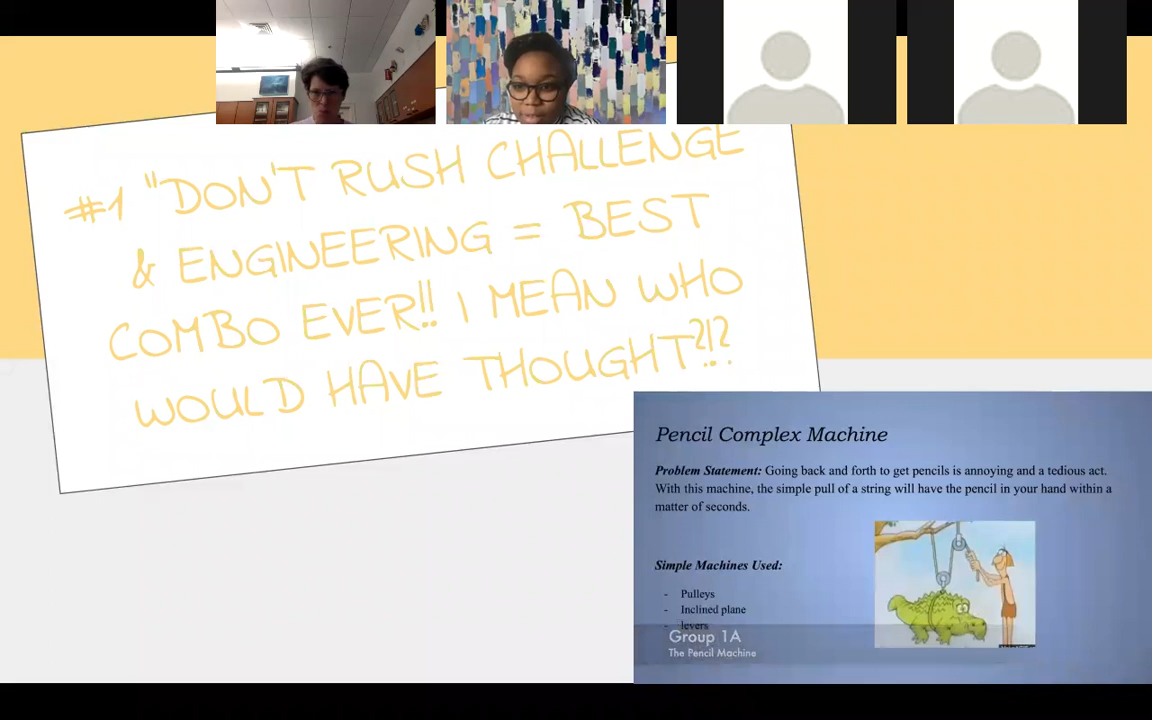 #1 "DON'T RUSH CHALLENGE
& ENGINEERING = BEST
COMBO EVER!! I MEAN WHO
WOULD HAVE THOUGHT?!?
Pencil Complex Machine
Problem Statement: Going back and forth to get pencils is annoying and a tedious act.
With this machine, the simple pull of a string will have the pencil in your hand within a
matter of seconds.
Simple Machines Used:
- Pulleys
- Inclined plane
- levers
Group 1A
The Pencil Machine